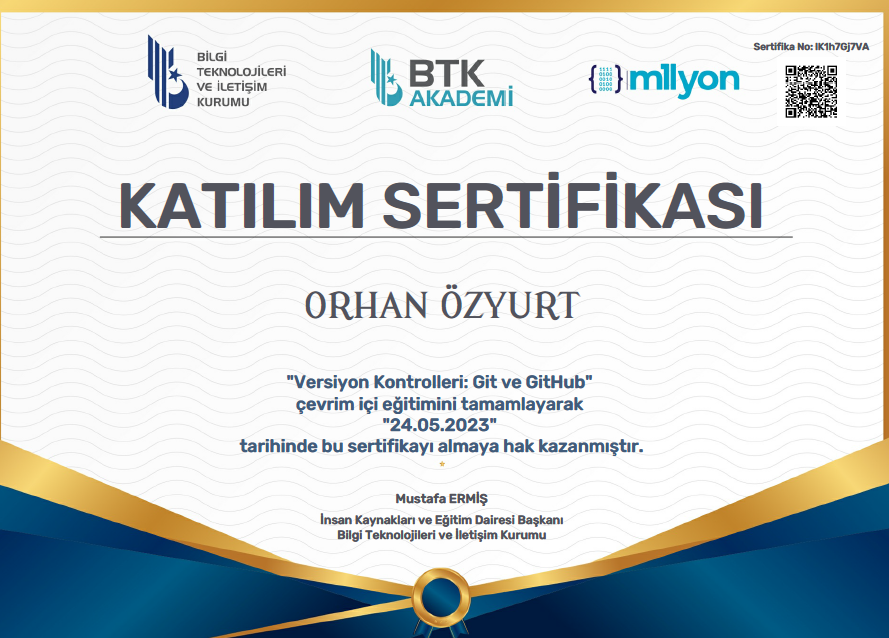 BİLGİ
TEKNOLOJİLERİ
VE İLETİŞİM
KURUMU
BTK
AKADEMİ
1111
0100
0010
0100
0000
m1lyon
Sertifika No: IK1h7Gj7VA
KATILIM SERTİFİKASI
ORHAN ÖZYURT
"Versiyon Kontrolleri: Git ve GitHub"
çevrim içi eğitimini tamamlayarak
"24.05.2023"
tarihinde bu sertifikayı almaya hak kazanmıştır.
*
Mustafa ERMİŞ
İnsan Kaynakları ve Eğitim Dairesi Başkanı
Bilgi Teknolojileri ve İletişim Kurumu